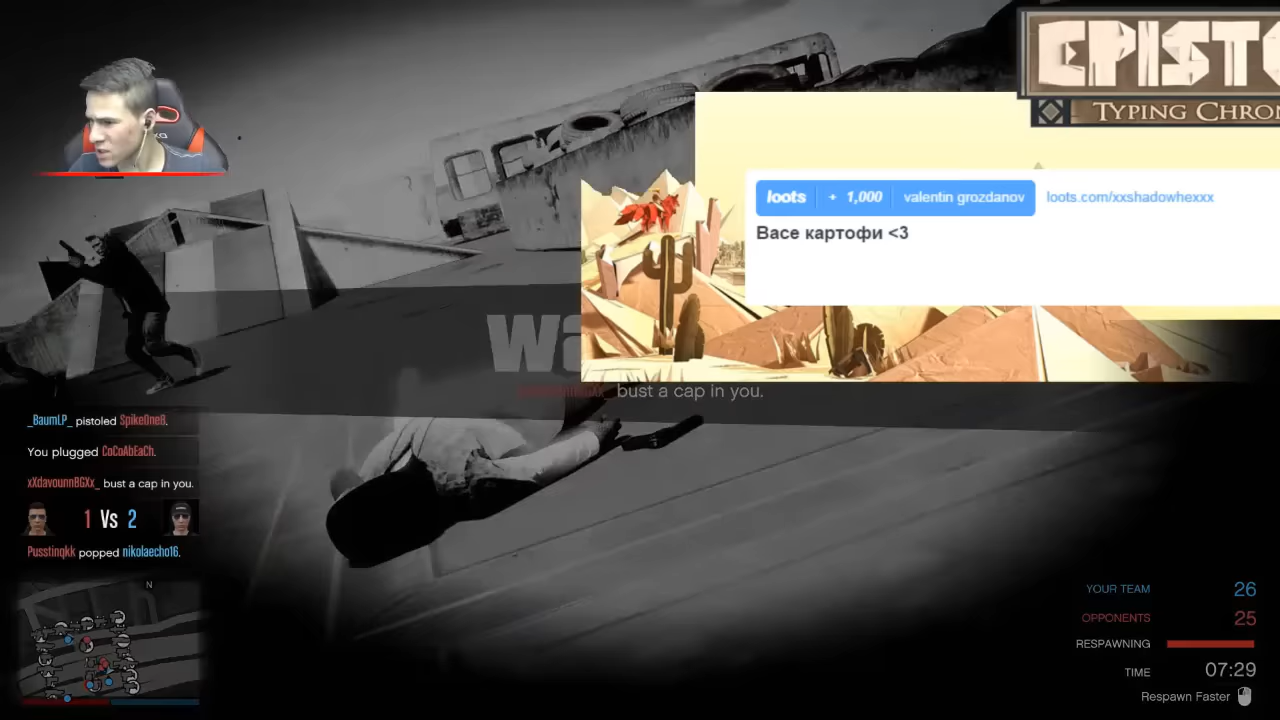 EPISTO
TYPING CHRON
loots + 1,000 valentin grozdanov loots.com/xxshadowhexxx
Васе картофи <3
wa
bust a cap in you.
_BaumLP_ pistoled SpikeOne8.
You plugged CoCoAbEaCh.
xXdavounnBGXx_ bust a cap in you.
1 Vs 2
Pusstinqkk popped nikolaecho16.
N
YOUR TEAM 26
OPPONENTS 25
RESPAWNING
TIME 07:29
Respawn Faster